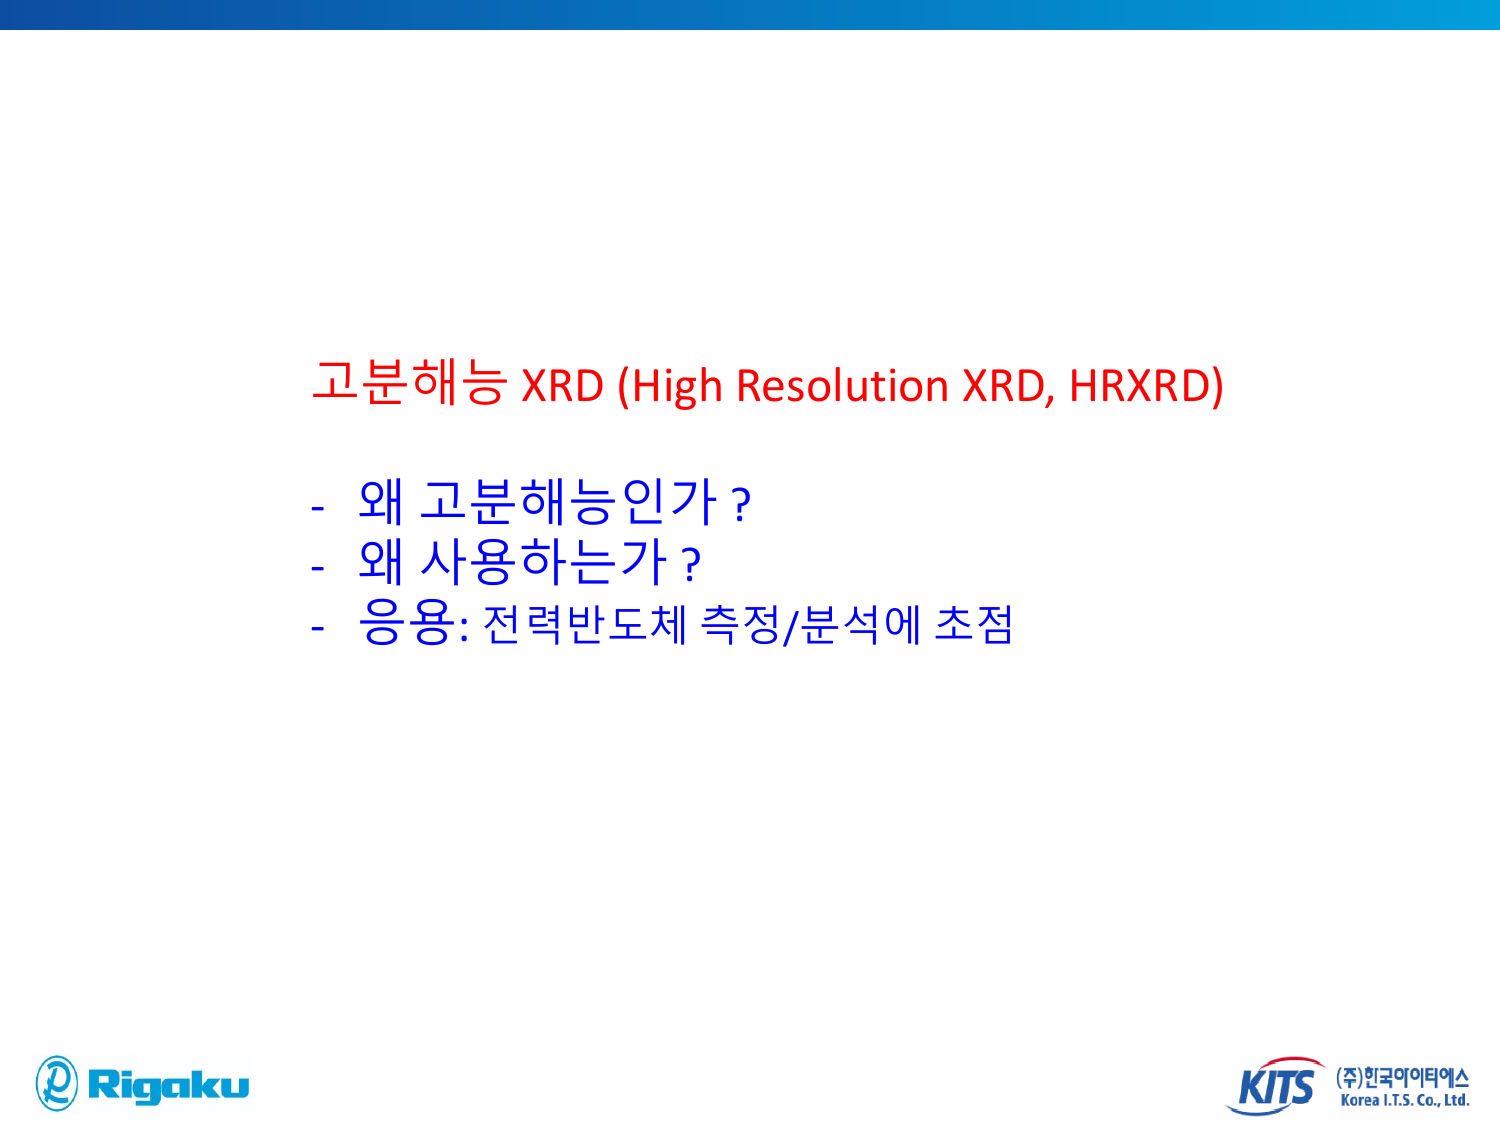 고분해능 XRD (High Resolution XRD, HRXRD)
- 왜 고분해능인가 ?
- 왜 사용하는가 ?
- 응용: 전력반도체 측정/분석에 초점
Rigaku
KITS (주)한국아이티에스
Korea I.T.S. Co., Ltd.